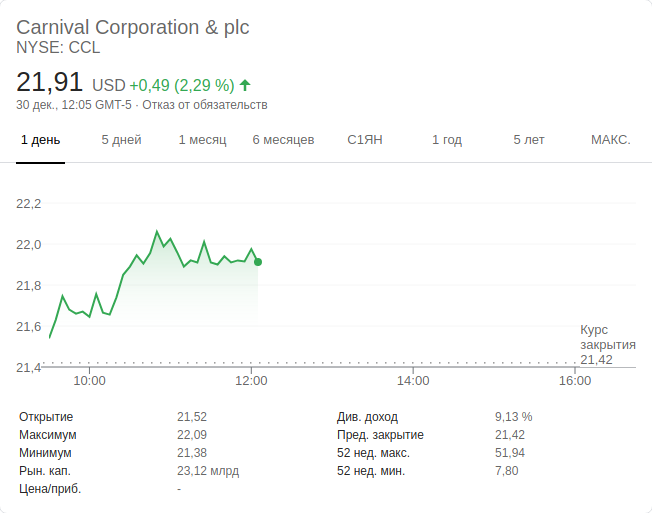 Carnival Corporation & plc
NYSE: CCL
21,91 USD +0,49 (2,29 %)
30 дек., 12:05 GMT-5 · Отказ от обязательств
1 день 5 дней 1 месяц 6 месяцев С1ЯН 1 год 5 лет МАКС.
22,2
22,0
21,8
21,6
21,4
Курс
закрытия
21,42
10:00 12:00 14:00 16:00
Открытие 21,52 Див. доход 9,13 %
Максимум 22,09 Пред. закрытие 21,42
Минимум 21,38 52 нед. макс. 51,94
Рын. кап. 23,12 млрд 52 нед. мин. 7,80
Цена/приб. -